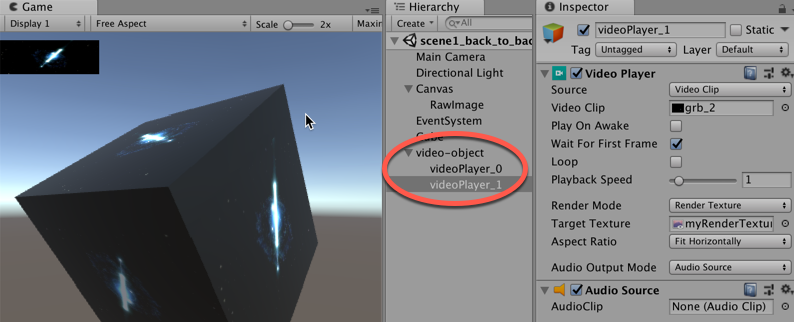 Game
Display 1
Free Aspect
Scale
2x
Maxin
Hierarchy
Create
All
scene1_back_to_bac
Main Camera
Directional Light
Canvas
RawImage
EventSystem
Cube
video-object
videoPlayer_0
videoPlayer_1
Inspector
videoPlayer_1
Static
Tag
Untagged
Layer
Default
Video Player
Source
Video Clip
Video Clip
grb_2
Play On Awake
Wait For First Frame
Loop
Playback Speed
1
Render Mode
Render Texture
Target Texture
myRenderTextur
Aspect Ratio
Fit Horizontally
Audio Output Mode
Audio Source
Audio Source
AudioClip
None (Audio Clip)